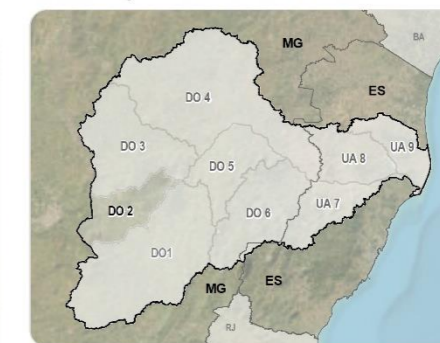 MG
BA
ES
DO 4
DO 3
UA 9
UA 8
DO 5
DO 2
DO 6
UA 7
DO1
ES
MG
RJ